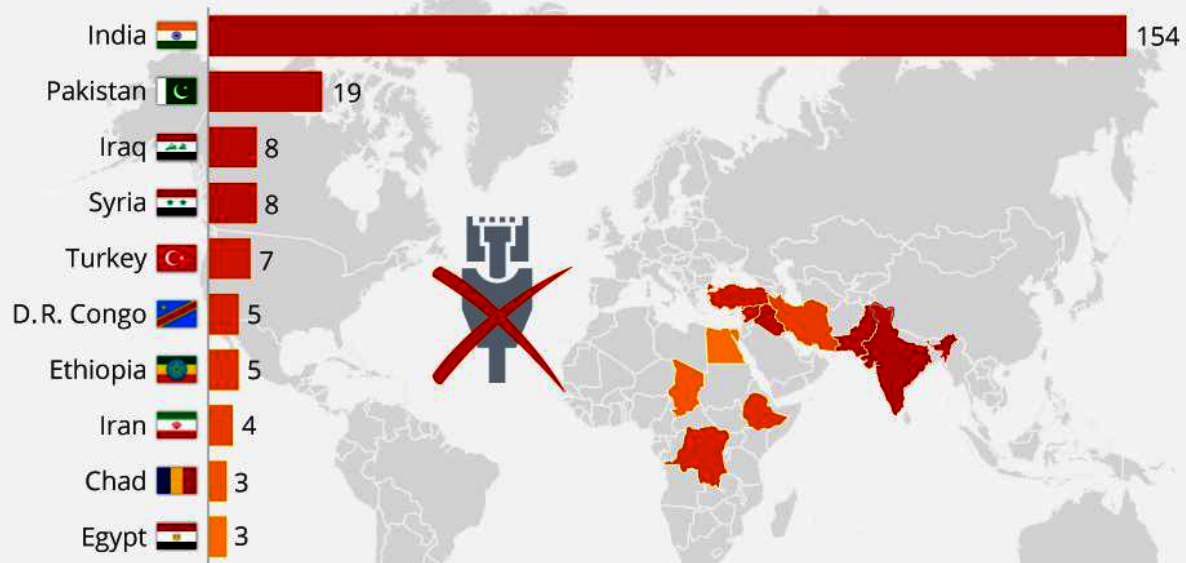 India 154
Pakistan 19
Iraq 8
Syria 8
Turkey 7
D.R. Congo 5
Ethiopia 5
Iran 4
Chad 3
Egypt 3